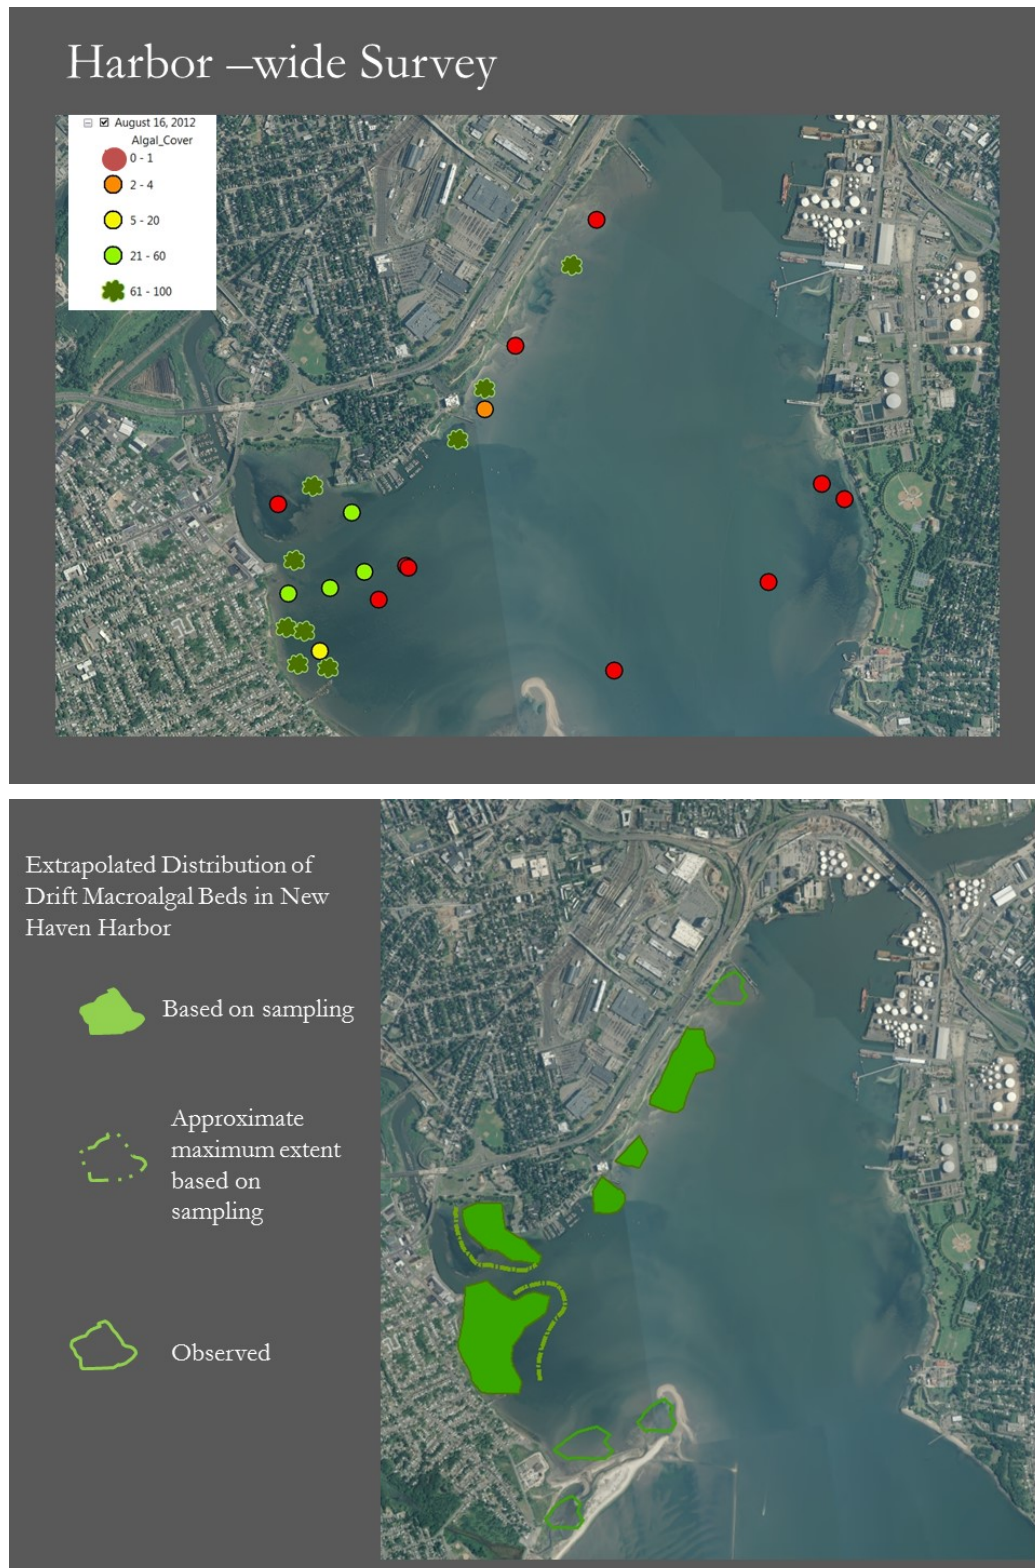 Harbor –wide Survey
August 16, 2012
Algal_Cover
0 - 1
2 - 4
5 - 20
21 - 60
61 - 100
Extrapolated Distribution of
Drift Macroalgal Beds in New
Haven Harbor
Based on sampling
Approximate
maximum extent
based on
sampling
Observed